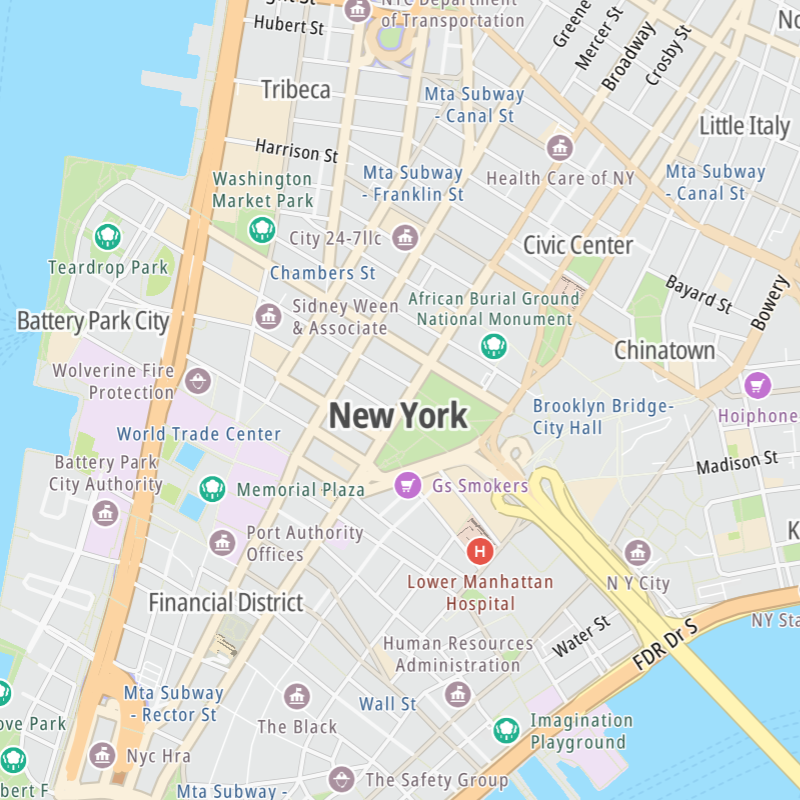 NYC Department
of Transportation
Hubert St
Greene
Mercer St
Broadway
Crosby St
Tribeca
Mta Subway
- Canal St
Little Italy
Harrison St
Washington
Market Park
Mta Subway
- Franklin St
Health Care of NY
Mta Subway
- Canal St
Teardrop Park
City 24-7llc
Civic Center
Chambers St
Bayard St
Bowery
Battery Park City
Sidney Ween
& Associate
African Burial Ground
National Monument
Chinatown
Wolverine Fire
Protection
New York
Brooklyn Bridge-
City Hall
Hoiphone
World Trade Center
Battery Park
City Authority
Memorial Plaza
Gs Smokers
Madison St
Port Authority
Offices
H
Lower Manhattan
Hospital
N Y City
Financial District
Water St
FDR Dr S
NY Sta
Human Resources
Administration
Mta Subway
- Rector St
Wall St
The Black
Imagination
Playground
ove Park
Nyc Hra
bert F
Mta Subway -
The Safety Group